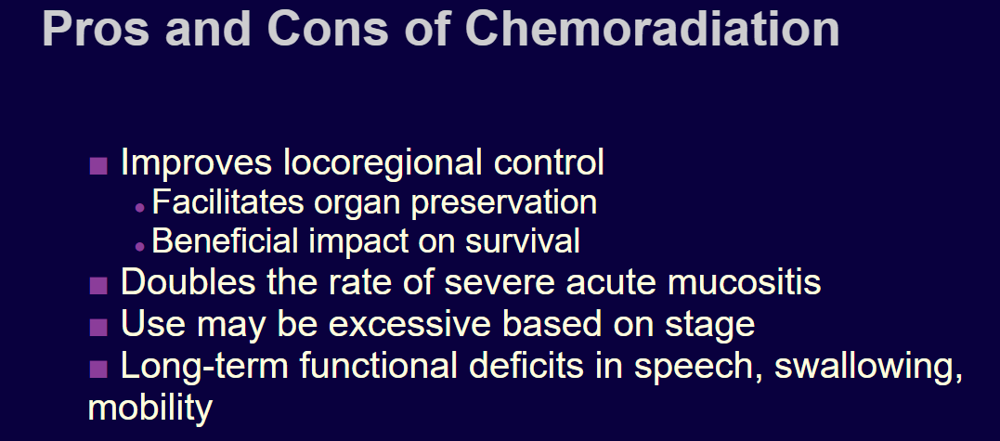 Pros and Cons of Chemoradiation
■ Improves locoregional control
• Facilitates organ preservation
• Beneficial impact on survival
■ Doubles the rate of severe acute mucositis
■ Use may be excessive based on stage
■ Long-term functional deficits in speech, swallowing,
mobility